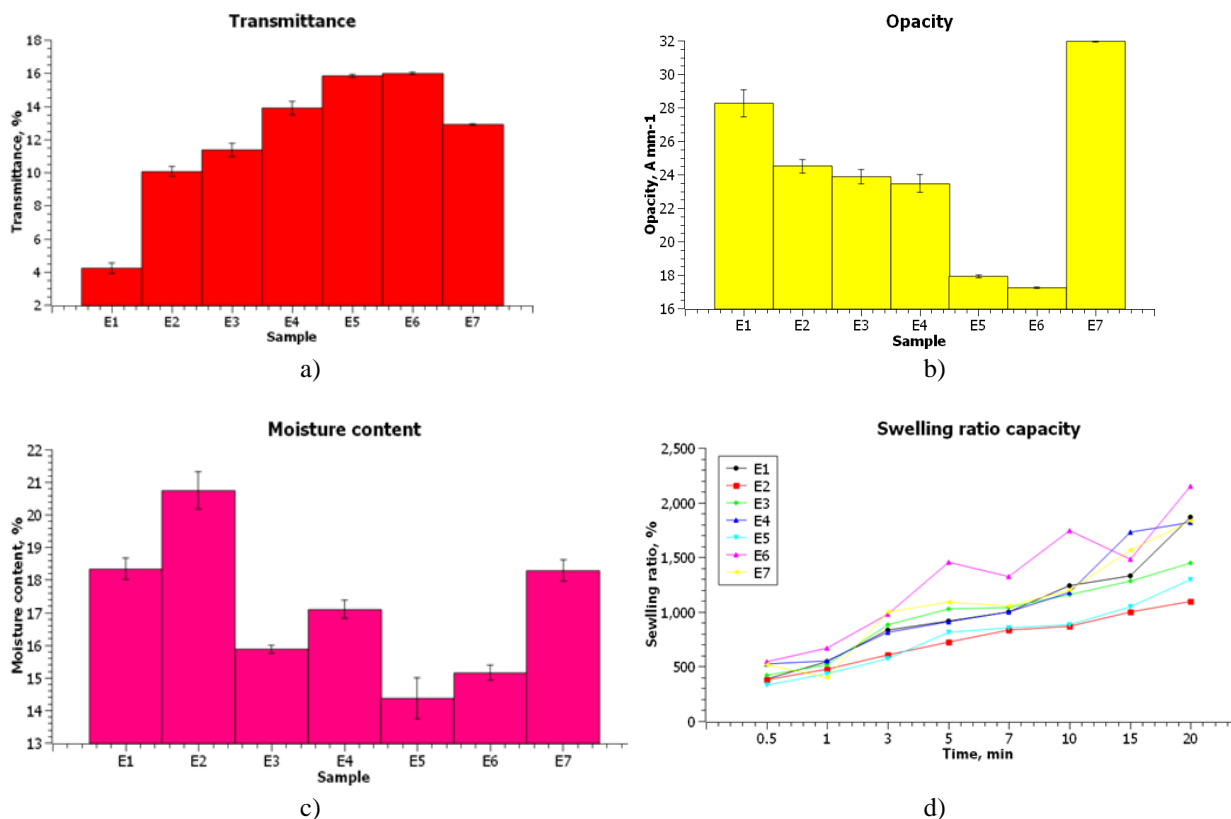 Transmittance
Transmittance, %
18
16
14
12
10
8
6
4
2
E1 E2 E3 E4 E5 E6 E7
Sample
a)
Opacity
Opacity, A mm-1
32
30
28
26
24
22
20
18
16
E1 E2 E3 E4 E5 E6 E7
Sample
b)
Moisture content
Moisture content, %
22
21
20
19
18
17
16
15
14
13
E1 E2 E3 E4 E5 E6 E7
Sample
c)
Swelling ratio capacity
Sewlling ratio, %
2,500
2,000
1,500
1,000
500
0
E1
E2
E3
E4
E5
E6
E7
0.5 1 3 5 7 10 15 20
Time, min
d)